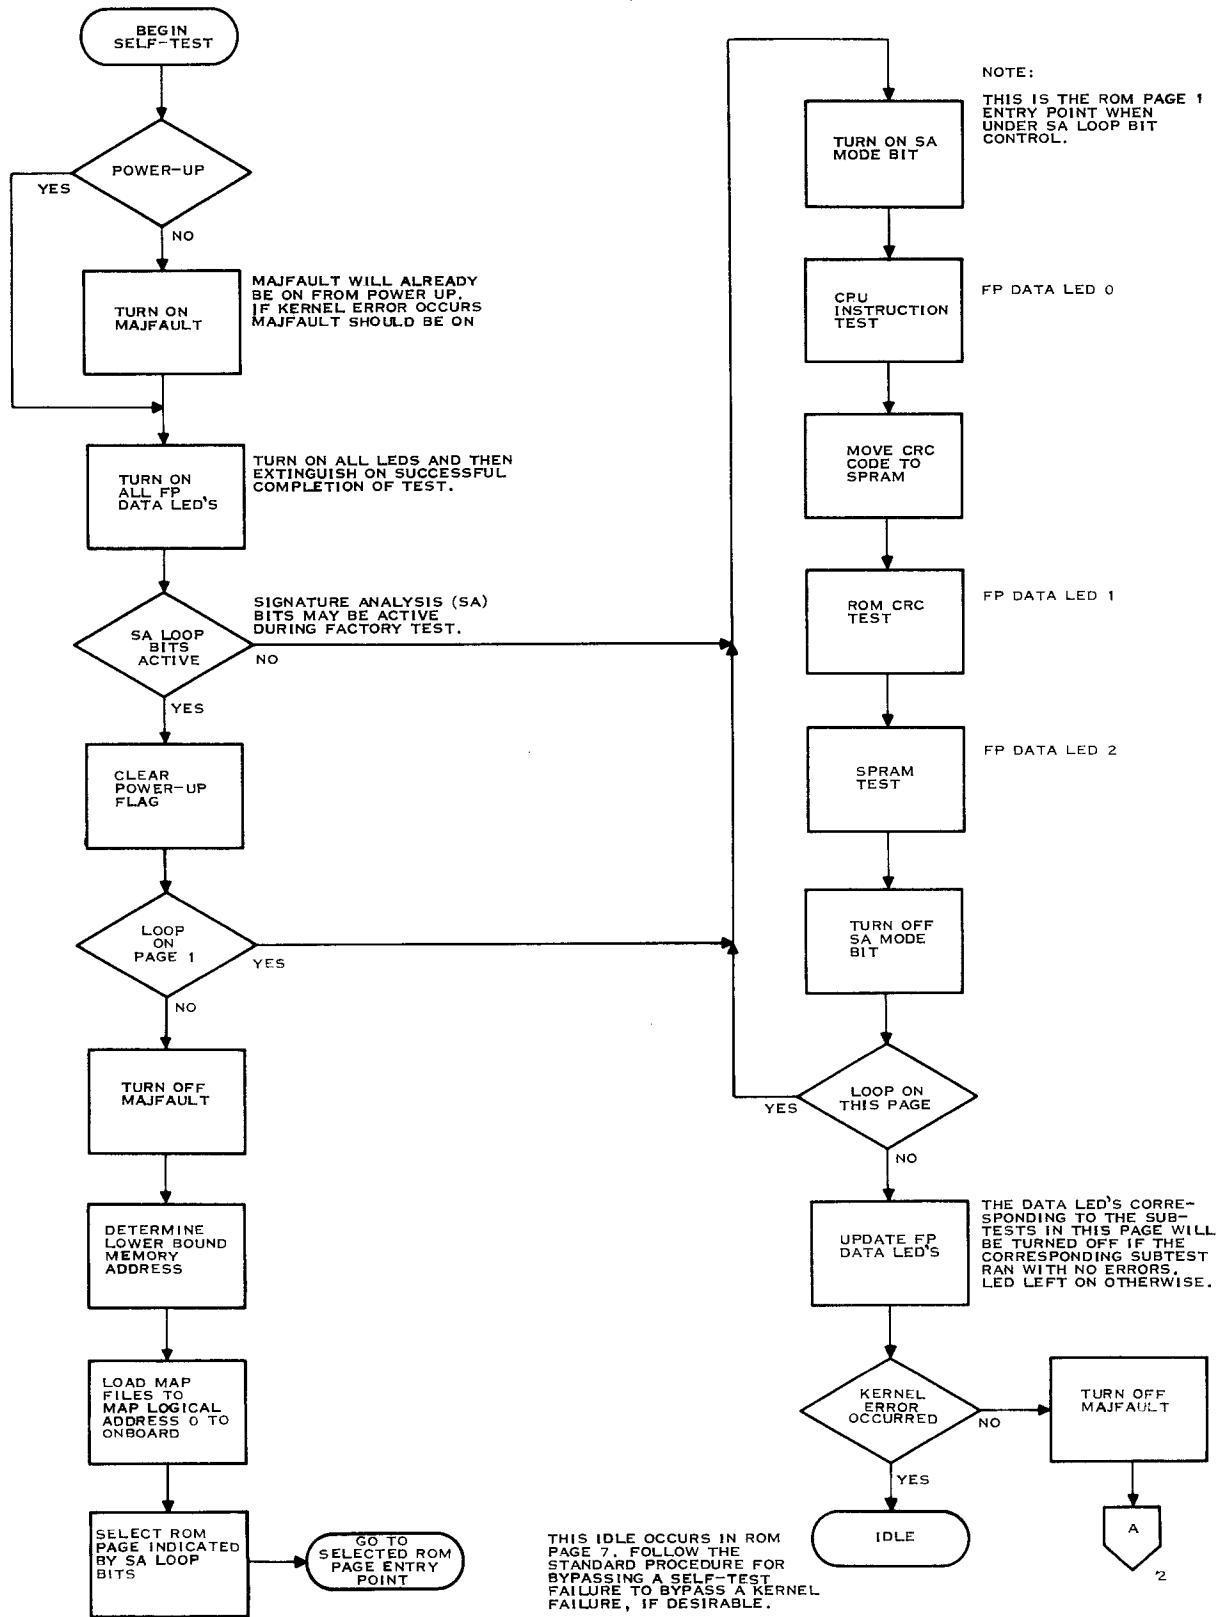 BEGIN
SELF-TEST
POWER-UP
YES
NO
TURN ON
MAJFAULT
MAJFAULT WILL ALREADY
BE ON FROM POWER UP.
IF KERNEL ERROR OCCURS
MAJFAULT SHOULD BE ON
TURN ON
ALL FP
DATA LED'S
TURN ON ALL LEDS AND THEN
EXTINGUISH ON SUCCESSFUL
COMPLETION OF TEST.
SA LOOP
BITS
ACTIVE
SIGNATURE ANALYSIS (SA)
BITS MAY BE ACTIVE
DURING FACTORY TEST.
NO
YES
CLEAR
POWER-UP
FLAG
LOOP
ON
PAGE 1
YES
NO
TURN OFF
MAJFAULT
DETERMINE
LOWER BOUND
MEMORY
ADDRESS
LOAD MAP
FILES TO
MAP LOGICAL
ADDRESS 0 TO
ONBOARD
SELECT ROM
PAGE INDICATED
BY SA LOOP
BITS
GO TO
SELECTED ROM
PAGE ENTRY
POINT
NOTE:
THIS IS THE ROM PAGE 1
ENTRY POINT WHEN
UNDER SA LOOP BIT
CONTROL.
TURN ON SA
MODE BIT
CPU
INSTRUCTION
TEST
FP DATA LED 0
MOVE CRC
CODE TO
SPRAM
ROM CRC
TEST
FP DATA LED 1
SPRAM
TEST
FP DATA LED 2
TURN OFF
SA MODE
BIT
LOOP ON
THIS PAGE
YES
NO
UPDATE FP
DATA LED'S
THE DATA LED'S CORRE-
SPONDING TO THE SUB-
TESTS IN THIS PAGE WILL
BE TURNED OFF IF THE
CORRESPONDING SUBTEST
RAN WITH NO ERRORS.
LED LEFT ON OTHERWISE.
KERNEL
ERROR
OCCURRED
NO
YES
TURN OFF
MAJFAULT
A
2
IDLE
THIS IDLE OCCURS IN ROM
PAGE 7. FOLLOW THE
STANDARD PROCEDURE FOR
BYPASSING A SELF-TEST
FAILURE TO BYPASS A KERNEL
FAILURE, IF DESIRABLE.